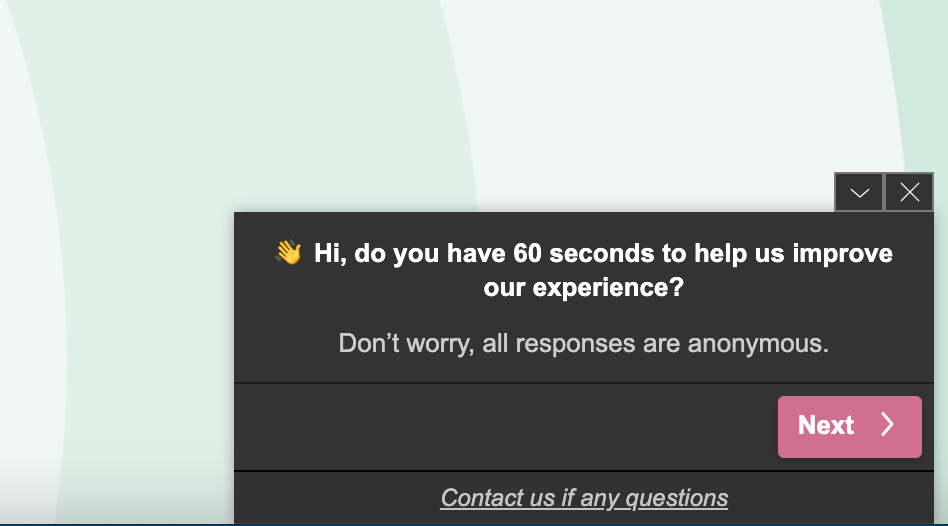 👋 Hi, do you have 60 seconds to help us improve
our experience?
Don’t worry, all responses are anonymous.
Next
Contact us if any questions